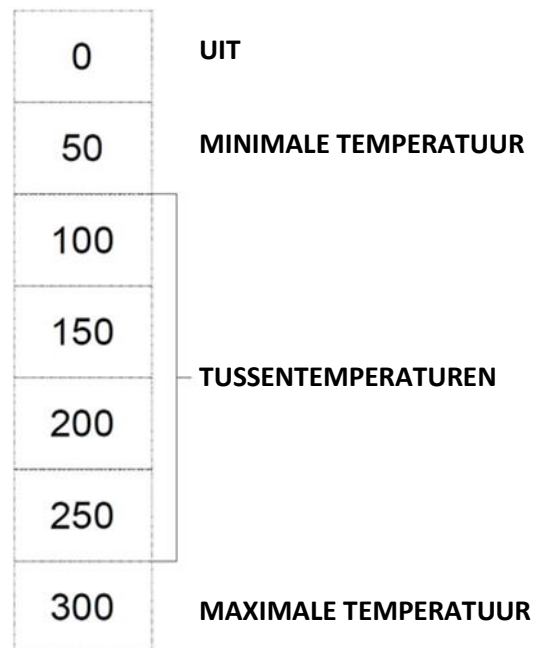 0 UIT
50 MINIMALE TEMPERATUUR
100
150
TUSSENTEMPERATUREN
200
250
300 MAXIMALE TEMPERATUUR